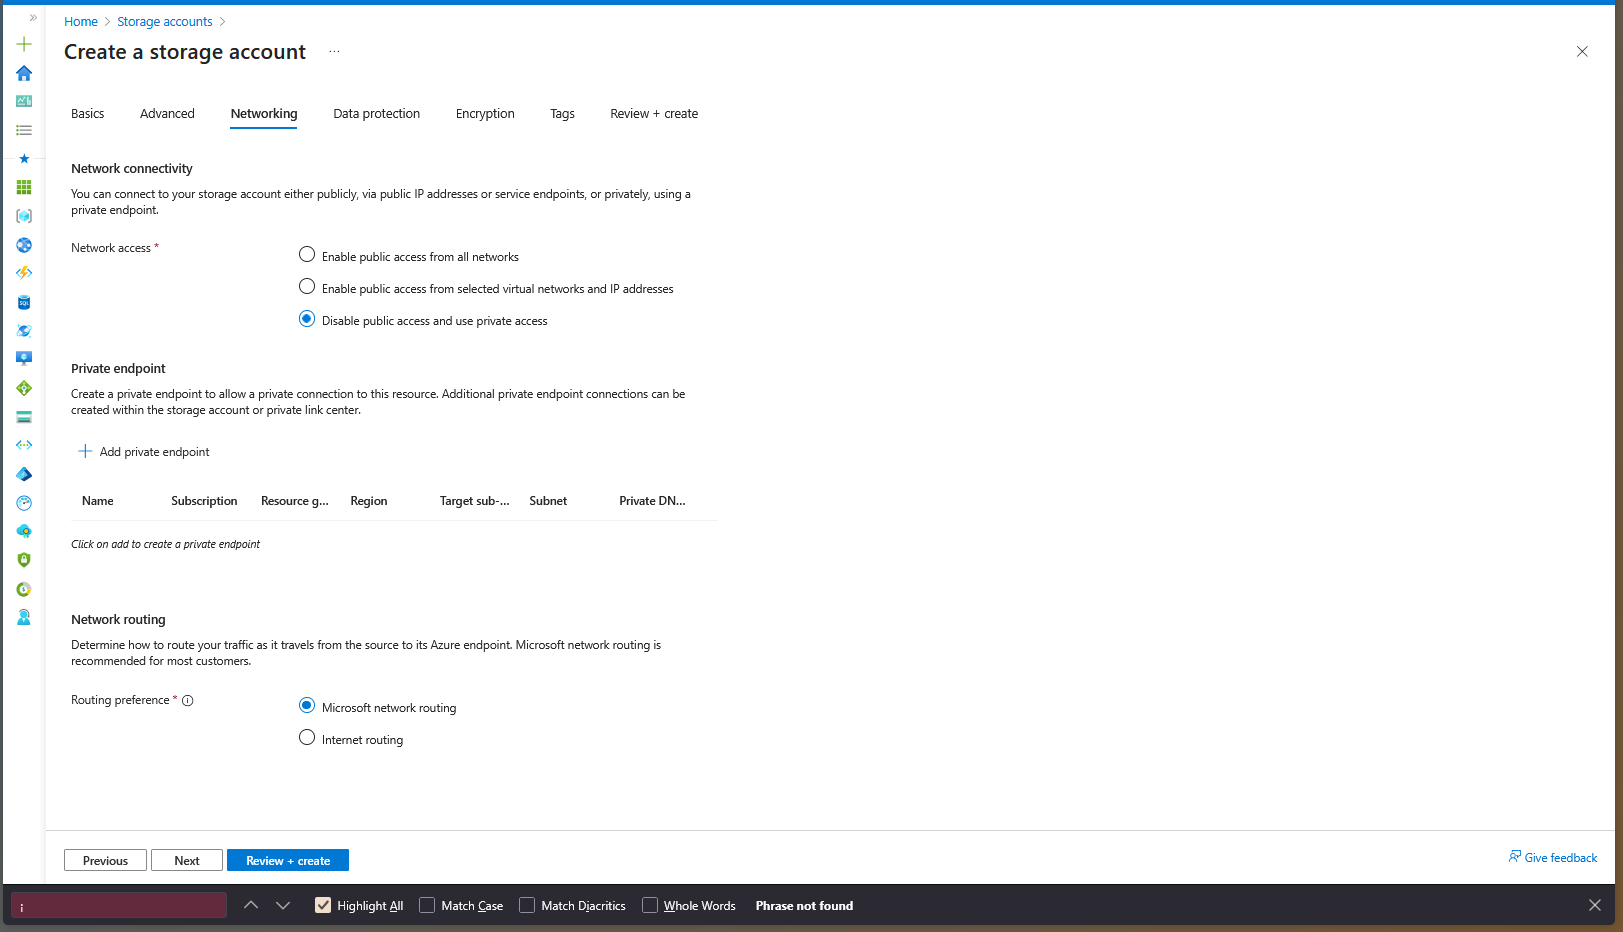 Home > Storage accounts >
Create a storage account ...
Basics Advanced Networking Data protection Encryption Tags Review + create
Network connectivity
You can connect to your storage account either publicly, via public IP addresses or service endpoints, or privately, using a
private endpoint.
Network access *
Enable public access from all networks
Enable public access from selected virtual networks and IP addresses
Disable public access and use private access
Private endpoint
Create a private endpoint to allow a private connection to this resource. Additional private endpoint connections can be
created within the storage account or private link center.
+ Add private endpoint
Name Subscription Resource g... Region Target sub-... Subnet Private DN...
Click on add to create a private endpoint
Network routing
Determine how to route your traffic as it travels from the source to its Azure endpoint. Microsoft network routing is
recommended for most customers.
Routing preference *
Microsoft network routing
Internet routing
Previous Next Review + create
Give feedback
¡ Highlight All Match Case Match Diacritics Whole Words Phrase not found